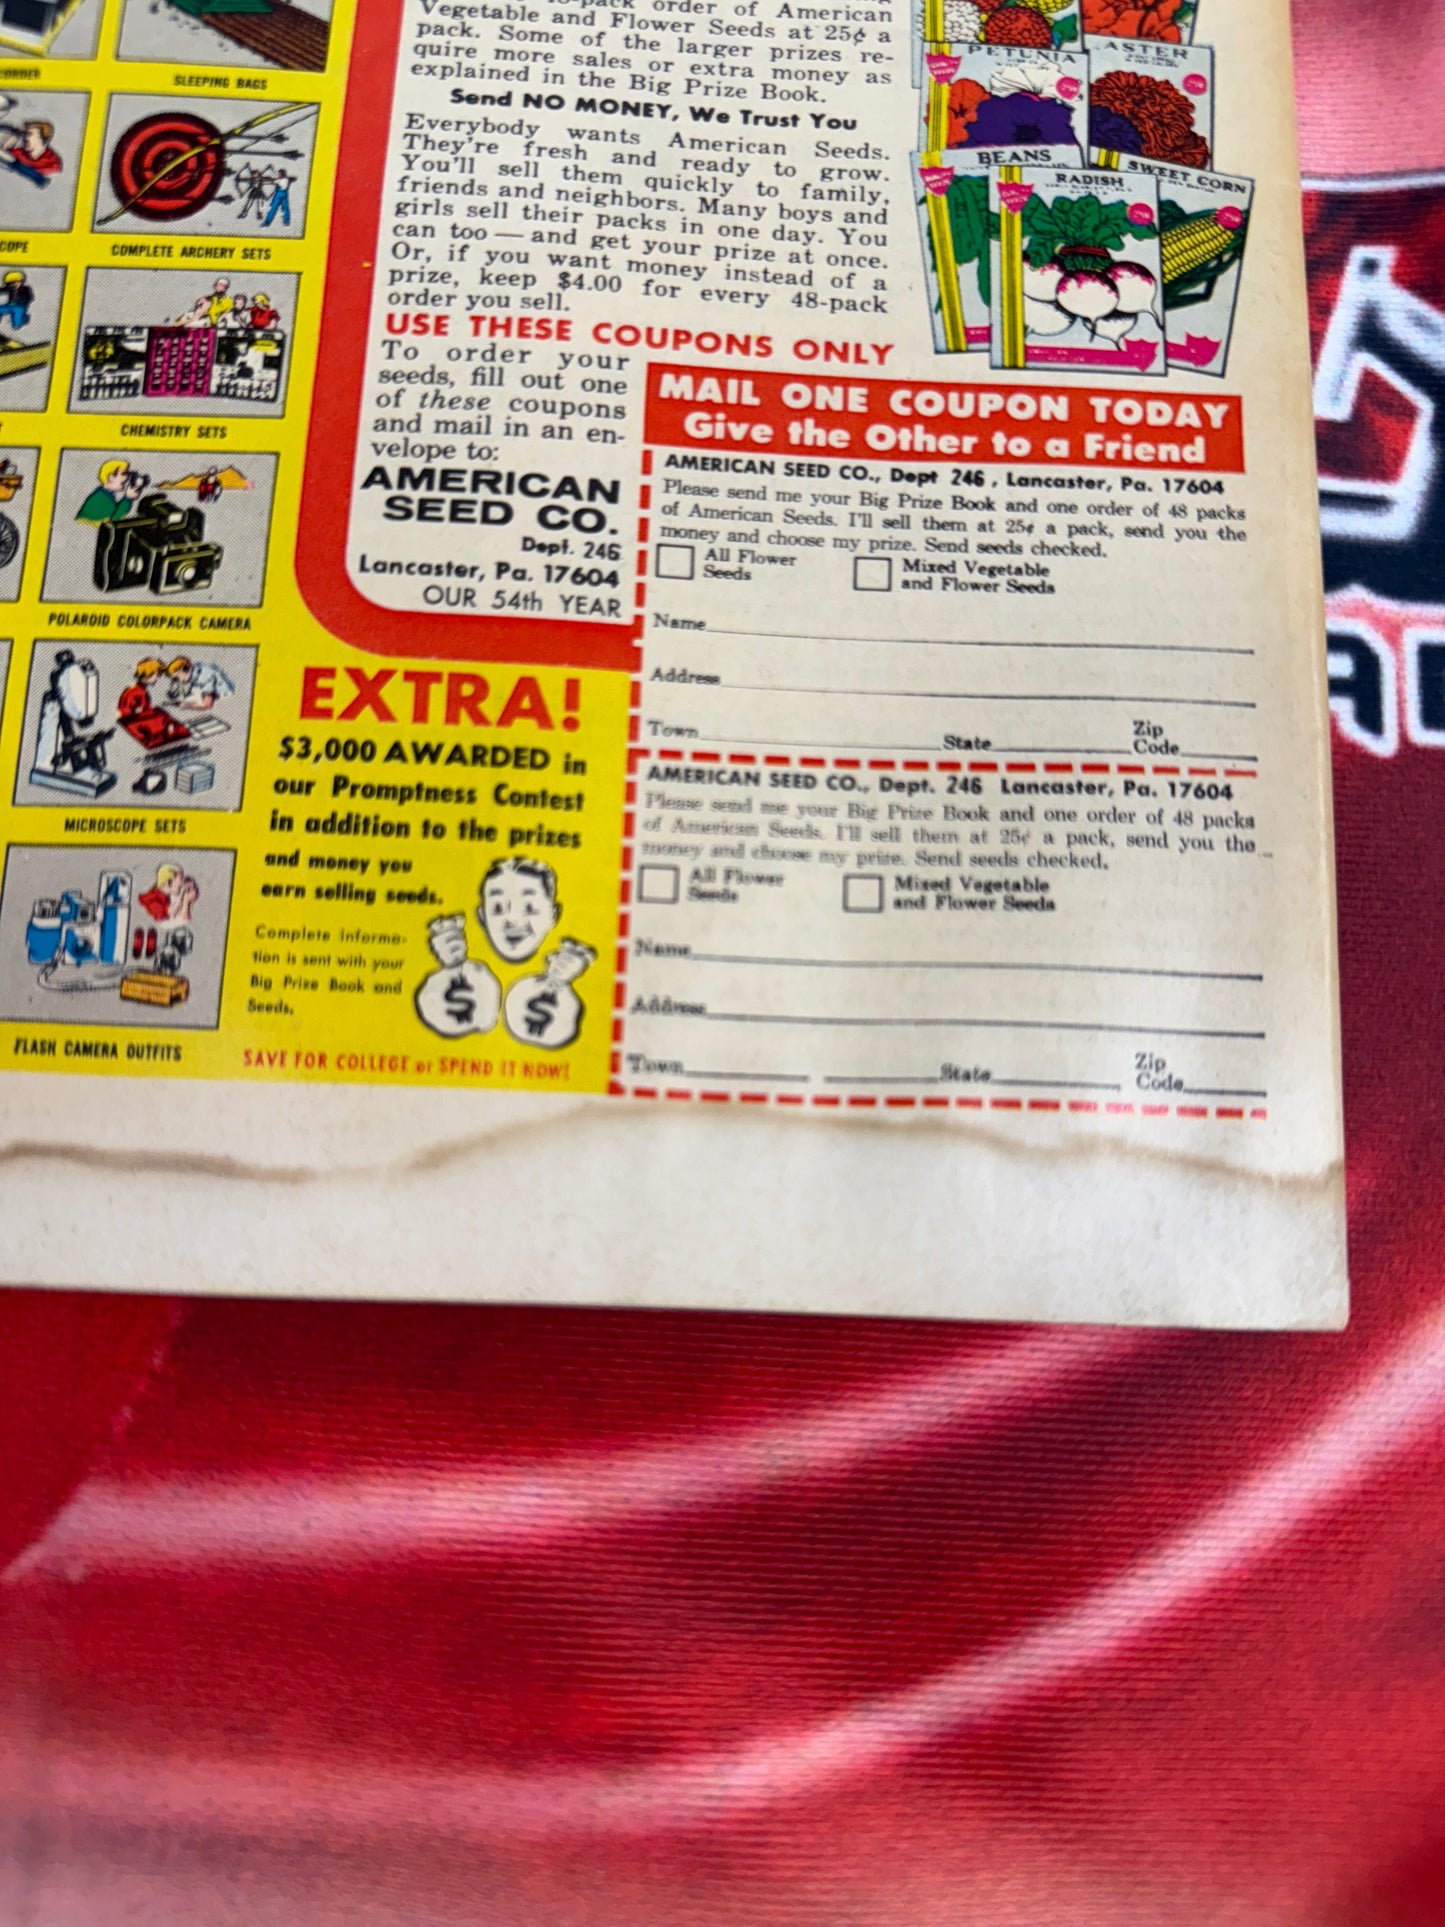 pack order of American
Vegetable and Flower Seeds at 25¢ a
pack. Some of the larger prizes re-
quire more sales or extra money as
explained in the Big Prize Book.
Send NO MONEY, We Trust You
Everybody wants American Seeds.
They're fresh and ready to grow.
You'll sell them quickly to family,
friends and neighbors. Many boys and
girls sell their packs in one day. You
can too — and get your prize at once.
Or, if you want money instead of a
prize, keep $4.00 for every 48-pack
order you sell.
USE THESE COUPONS ONLY
To order your
seeds, fill out one
of these coupons
and mail in an en-
velope to:
AMERICAN
SEED CO.
Dept. 246
Lancaster, Pa. 17604
OUR 54th YEAR
PETUNIA
ASTER
BEANS
RADISH
SWEET CORN
SLEEPING BAGS
COMPLETE ARCHERY SETS
CHEMISTRY SETS
POLAROID COLORPACK CAMERA
MICROSCOPE SETS
FLASH CAMERA OUTFITS
EXTRA!
$3,000 AWARDED in
our Promptness Contest
in addition to the prizes
and money you
earn selling seeds.
Complete informa-
tion is sent with your
Big Prize Book and
Seeds.
$ $
SAVE FOR COLLEGE or SPEND IT NOW!
MAIL ONE COUPON TODAY
Give the Other to a Friend
AMERICAN SEED CO., Dept 246, Lancaster, Pa. 17604
Please send me your Big Prize Book and one order of 48 packs
of American Seeds. I'll sell them at 25¢ a pack, send you the
money and choose my prize. Send seeds checked.
All Flower Mixed Vegetable
Seeds and Flower Seeds
Name
Address
Town State Zip
Code
AMERICAN SEED CO., Dept. 246 Lancaster, Pa. 17604
Please send me your Big Prize Book and one order of 48 packs
of American Seeds. I'll sell them at 25¢ a pack, send you the
money and choose my prize. Send seeds checked.
All Flower Mixed Vegetable
Seeds and Flower Seeds
Name
Address
Town State Zip
Code